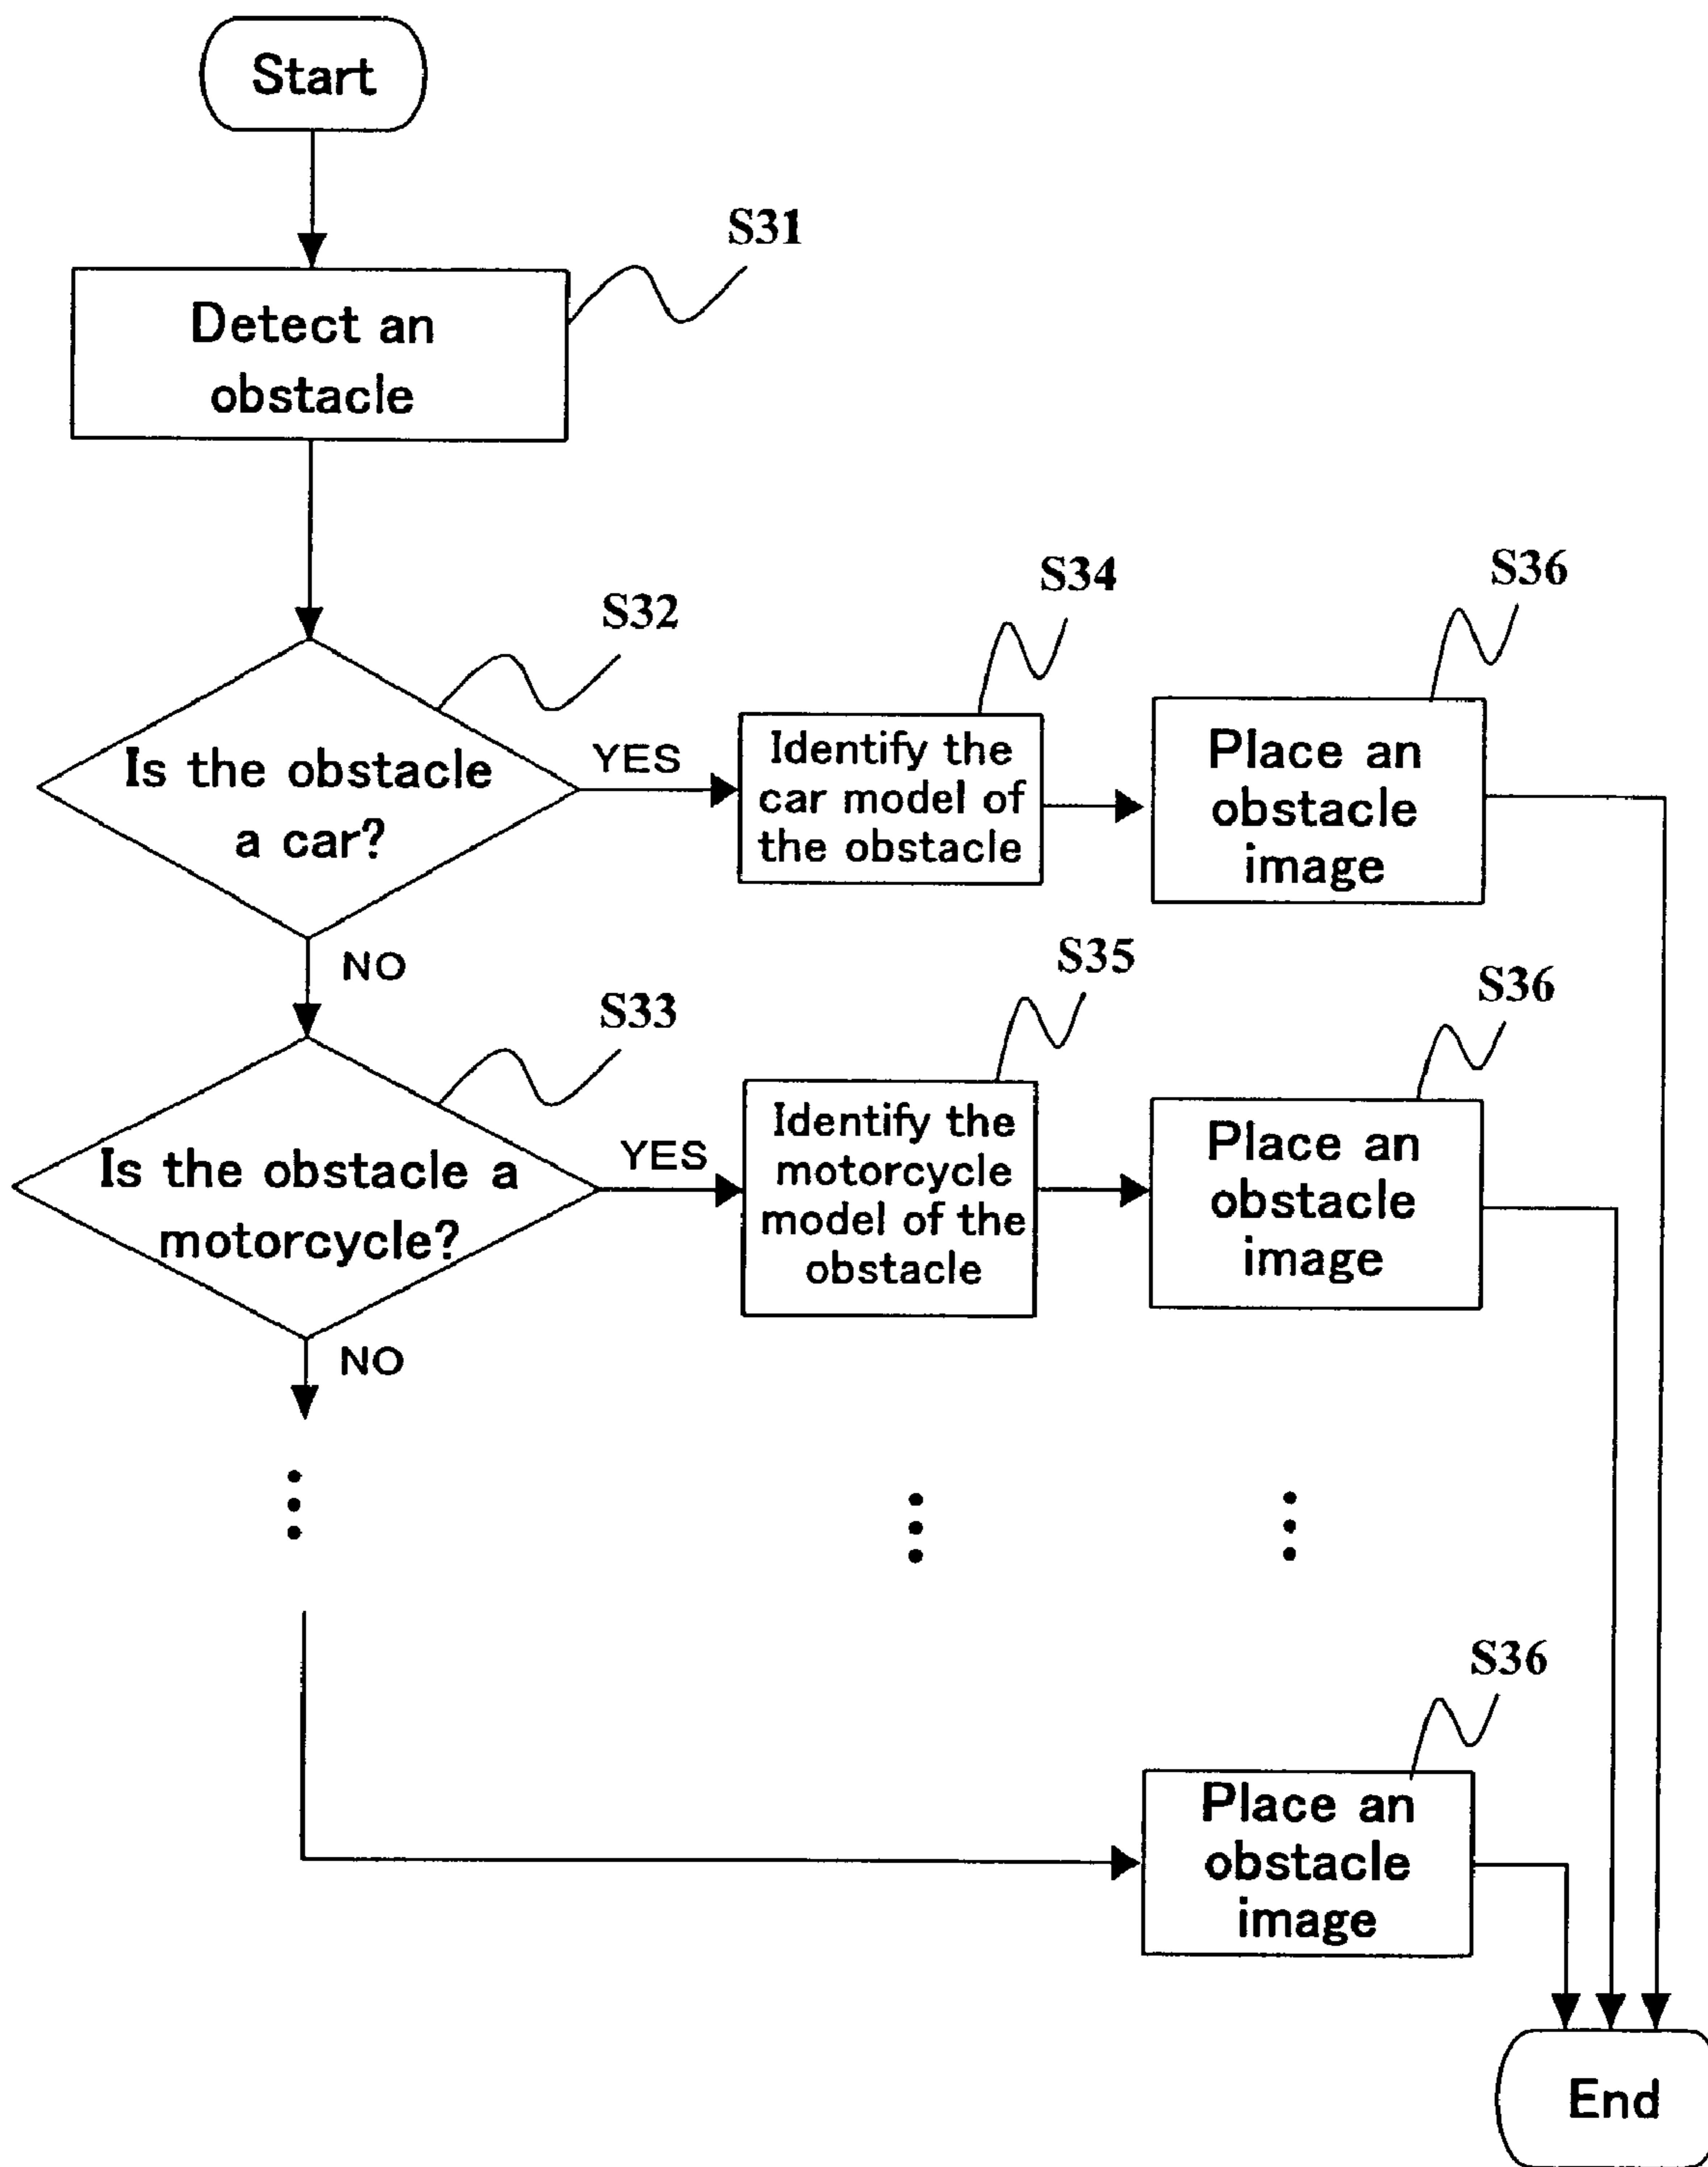 Start
S31
Detect an
obstacle
S32
Is the obstacle
a car?
YES
S34
Identify the
car model of
the obstacle
S36
Place an
obstacle
image
NO
S33
Is the obstacle a
motorcycle?
YES
S35
Identify the
motorcycle
model of the
obstacle
S36
Place an
obstacle
image
NO
S36
Place an
obstacle
image
End